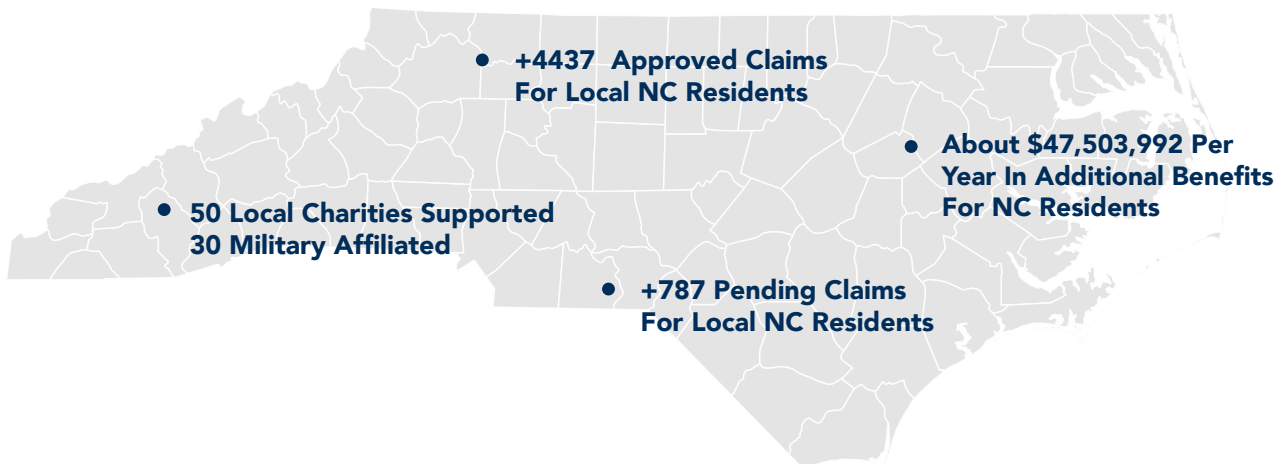 +4437 Approved Claims
For Local NC Residents
About $47,503,992 Per
Year In Additional Benefits
For NC Residents
50 Local Charities Supported
30 Military Affiliated
+787 Pending Claims
For Local NC Residents